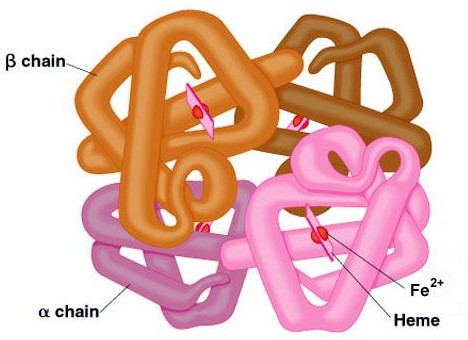 β chain
α chain
Fe²⁺
Heme